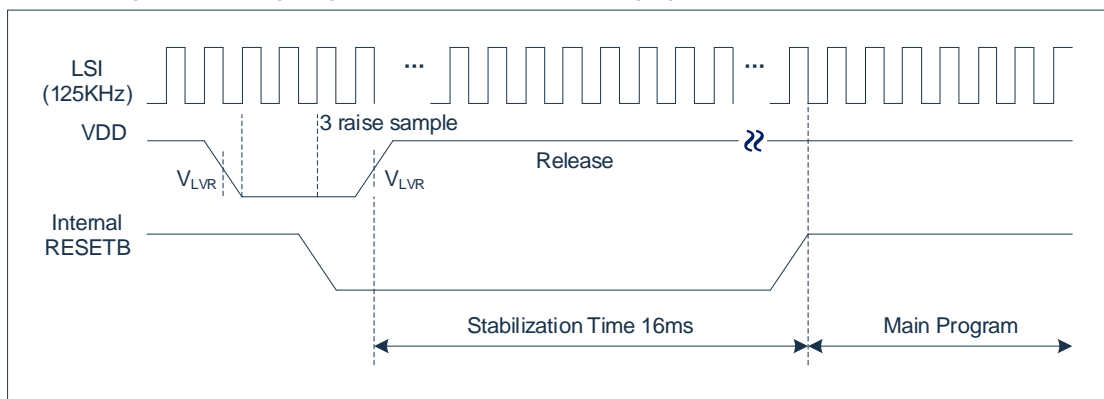 LSI
(125KHz)
...
...
VDD
3 raise sample
VLVR
VLVR
Release
Internal
RESETB
Stabilization Time 16ms
Main Program